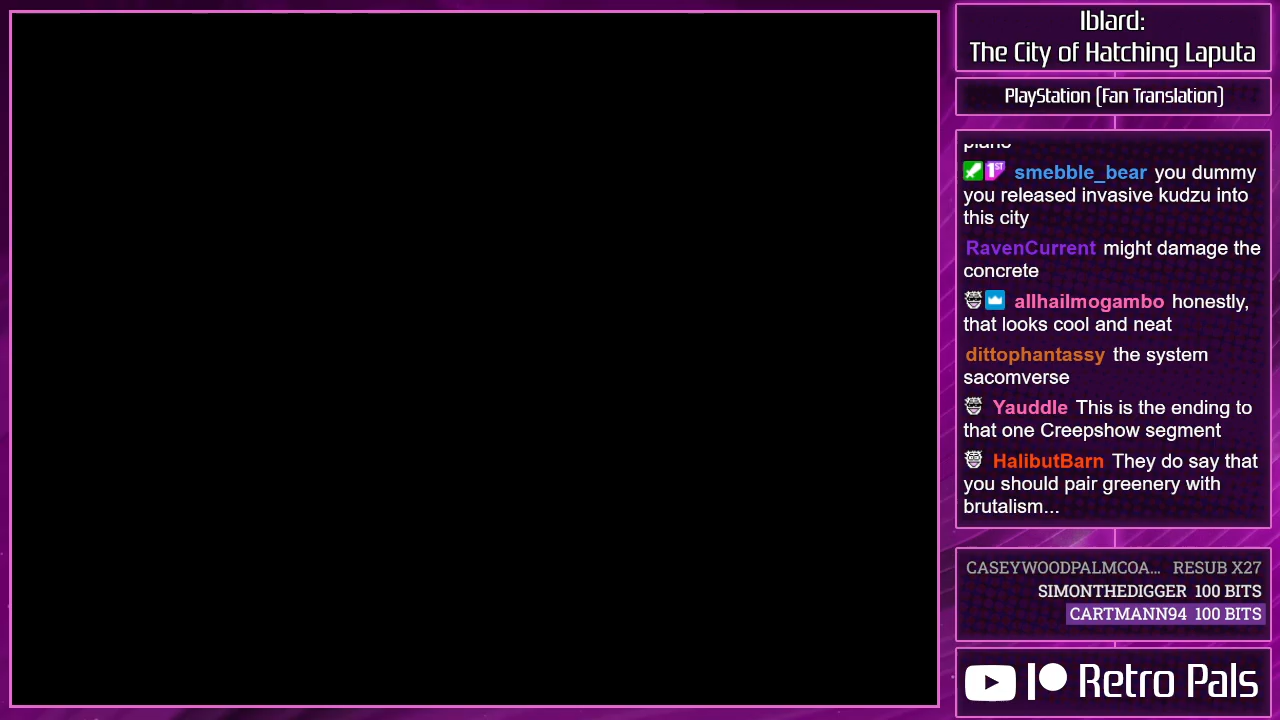 Iblard:
The City of Hatching Laputa
PlayStation (Fan Translation)
piano
smebble_bear you dummy
you released invasive kudzu into
this city
RavenCurrent might damage the
concrete
allhailmogambo honestly,
that looks cool and neat
dittophantassy the system
sacomverse
Yauddle This is the ending to
that one Creepshow segment
HalibutBarn They do say that
you should pair greenery with
brutalism...
CASEYWOODPALMCOA... RESUB X27
SIMONTHEDIGGER 100 BITS
CARTMANN94 100 BITS
Retro Pals